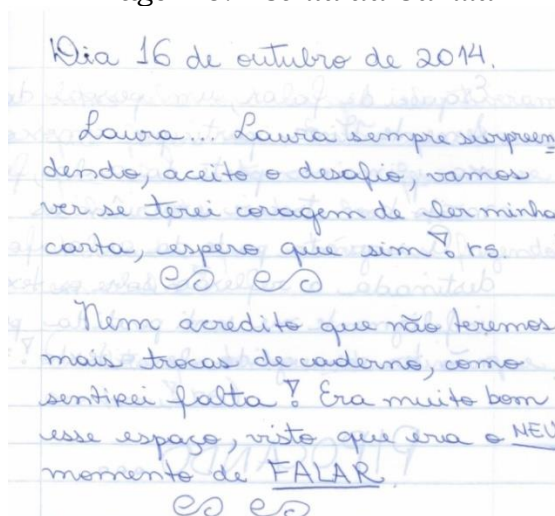 Dia 16 de outubro de 2014.
Laura... Laura sempre surpreen
dendo, aceito o desafio, vamos
ver se terei coragem de ler minha
carta, espero que sim! rs.
Nem acredito que não teremos
mais trocas de caderno, como
sentirei falta! Era muito bom
esse espaço, visto que era o MEU
momento de FALAR.